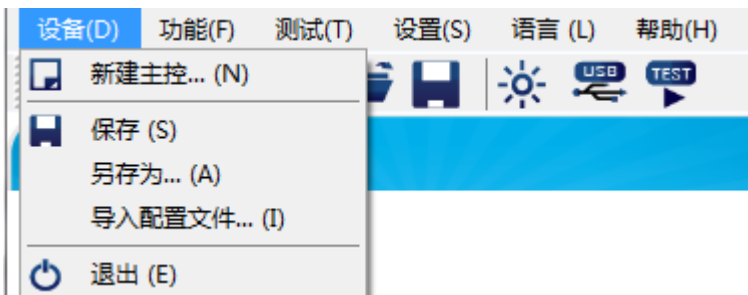 设备(D) 功能(F) 测试(T) 设置(S) 语言 (L) 帮助(H)
新建主控... (N)
USB TEST
保存 (S)
另存为... (A)
导入配置文件... (I)
退出 (E)